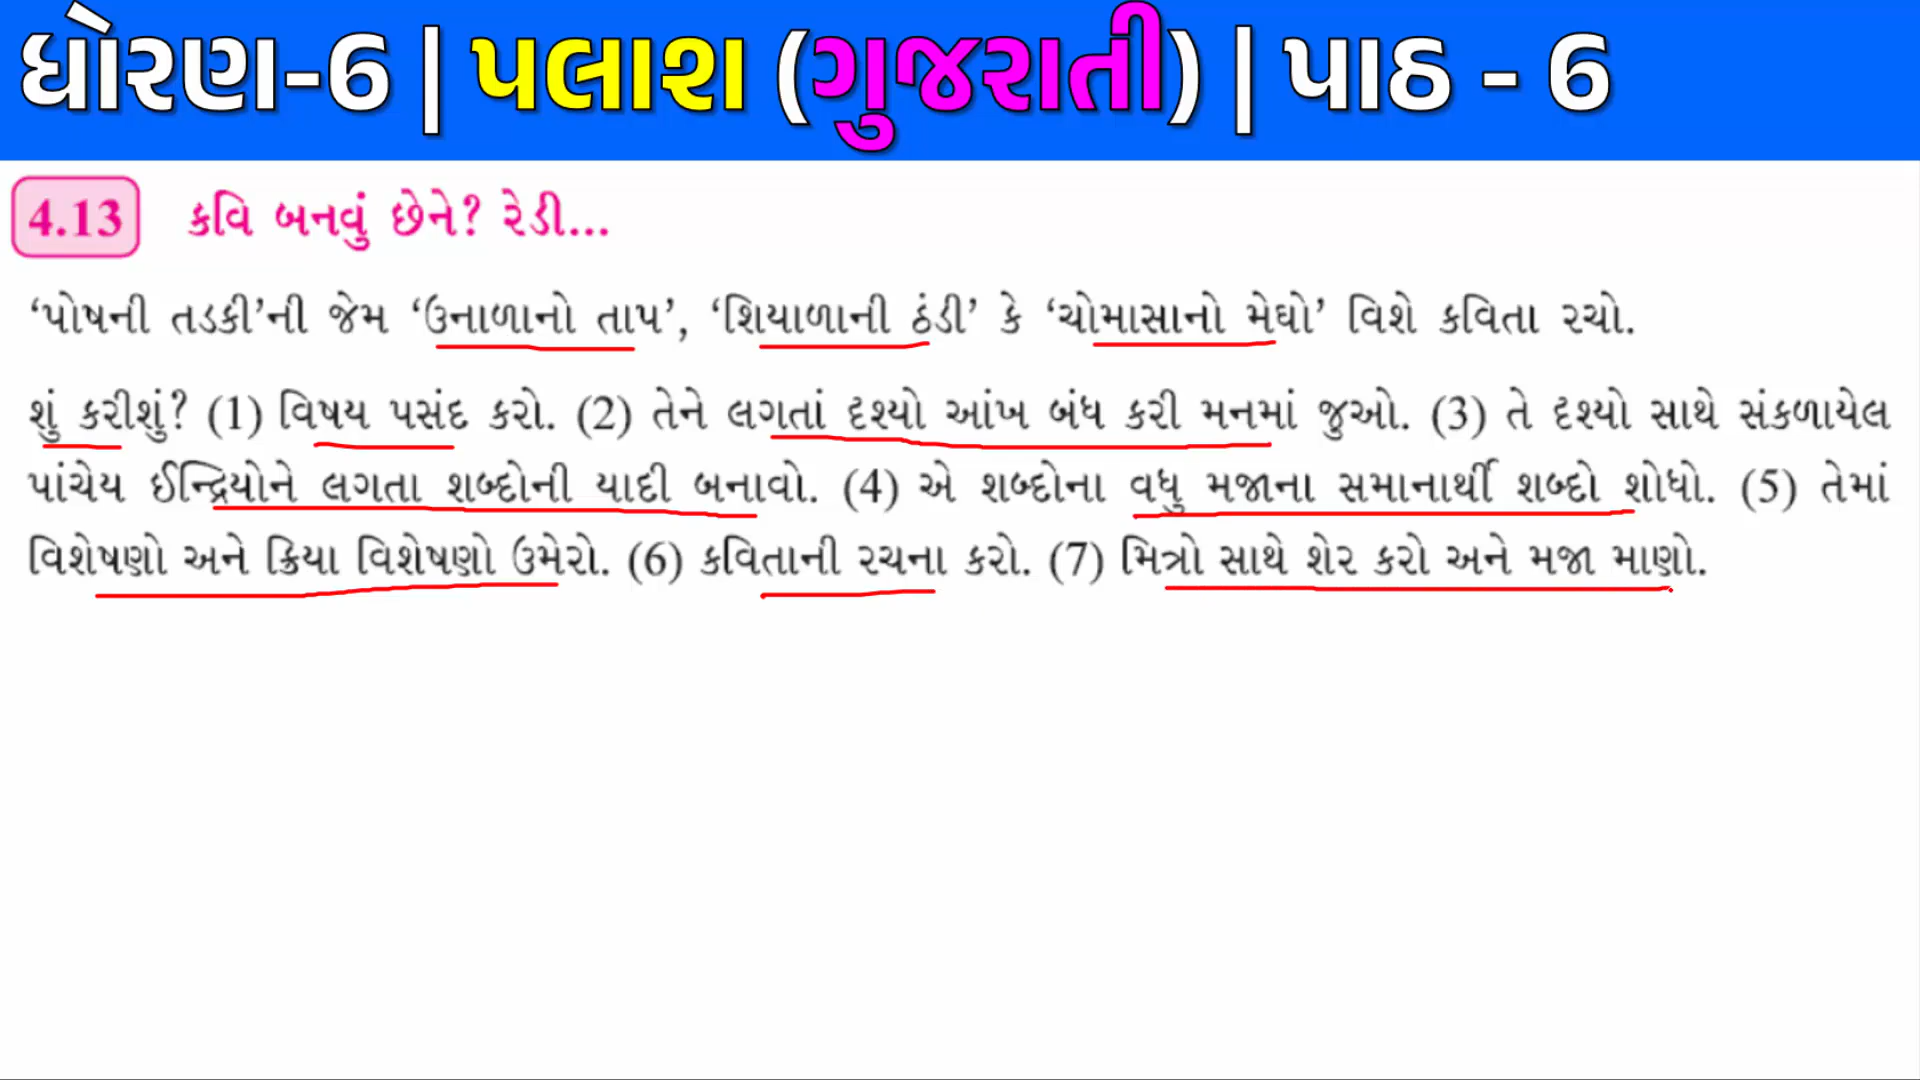 ધોરણ-6 | પલાશ (ગુજરાતી) | પાઠ - 6
4.13 કવિ બનવું છેને? રેડી...
‘પોષની તડકી’ની જેમ ‘ઉનાળાનો તાપ’, ‘શિયાળાની ઠંડી’ કે ‘ચોમાસાનો મેઘો’ વિશે કવિતા રચો.
શું કરીશું? (1) વિષય પસંદ કરો. (2) તેને લગતાં દૃશ્યો આંખ બંધ કરી મનમાં જુઓ. (3) તે દૃશ્યો સાથે સંકળાયેલ
પાંચેય ઈન્દ્રિયોને લગતા શબ્દોની યાદી બનાવો. (4) એ શબ્દોના વધુ મજાના સમાનાર્થી શબ્દો શોધો. (5) તેમાં
વિશેષણો અને ક્રિયા વિશેષણો ઉમેરો. (6) કવિતાની રચના કરો. (7) મિત્રો સાથે શેર કરો અને મજા માણો.